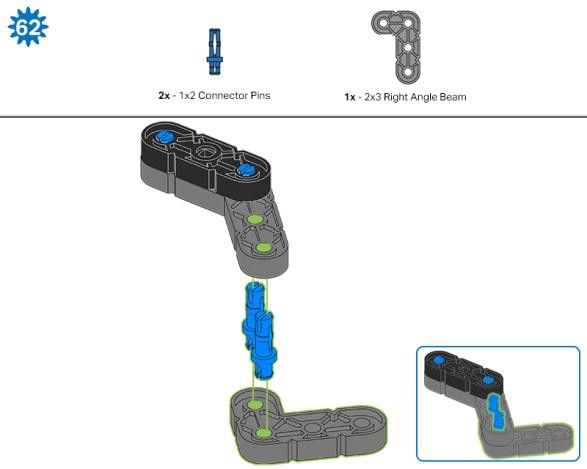 62
2x - 1x2 Connector Pins
1x - 2x3 Right Angle Beam